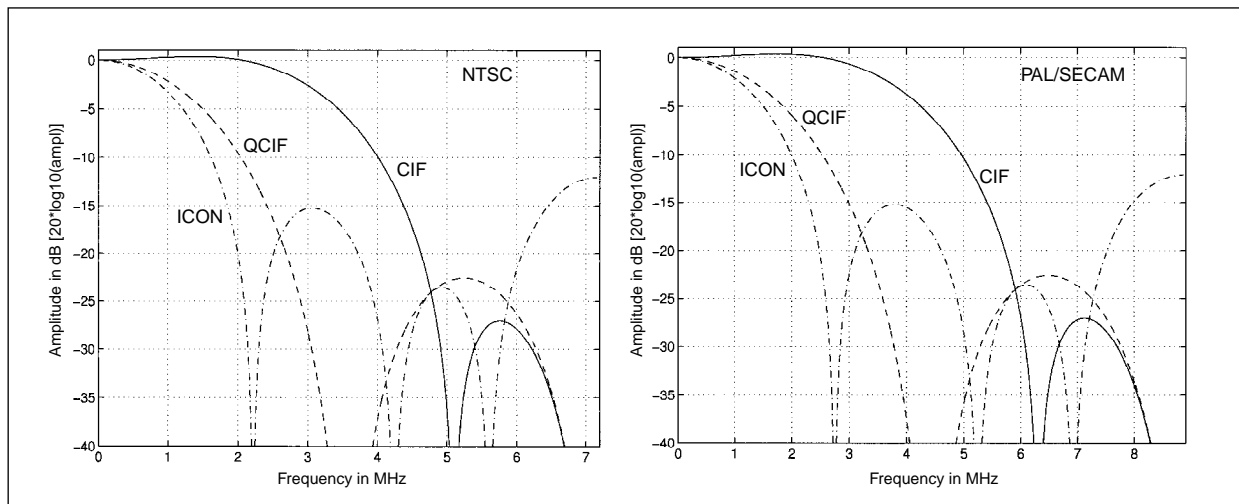 NTSC
QCIF
CIF
ICON
0
−5
−10
−15
−20
−25
−30
−35
−40
0 1 2 3 4 5 6 7
Amplitude in dB [20*log10(ampl)]
Frequency in MHz
PAL/SECAM
QCIF
ICON
CIF
0
−5
−10
−15
−20
−25
−30
−35
−40
0 1 2 3 4 5 6 7 8
Amplitude in dB [20*log10(ampl)]
Frequency in MHz